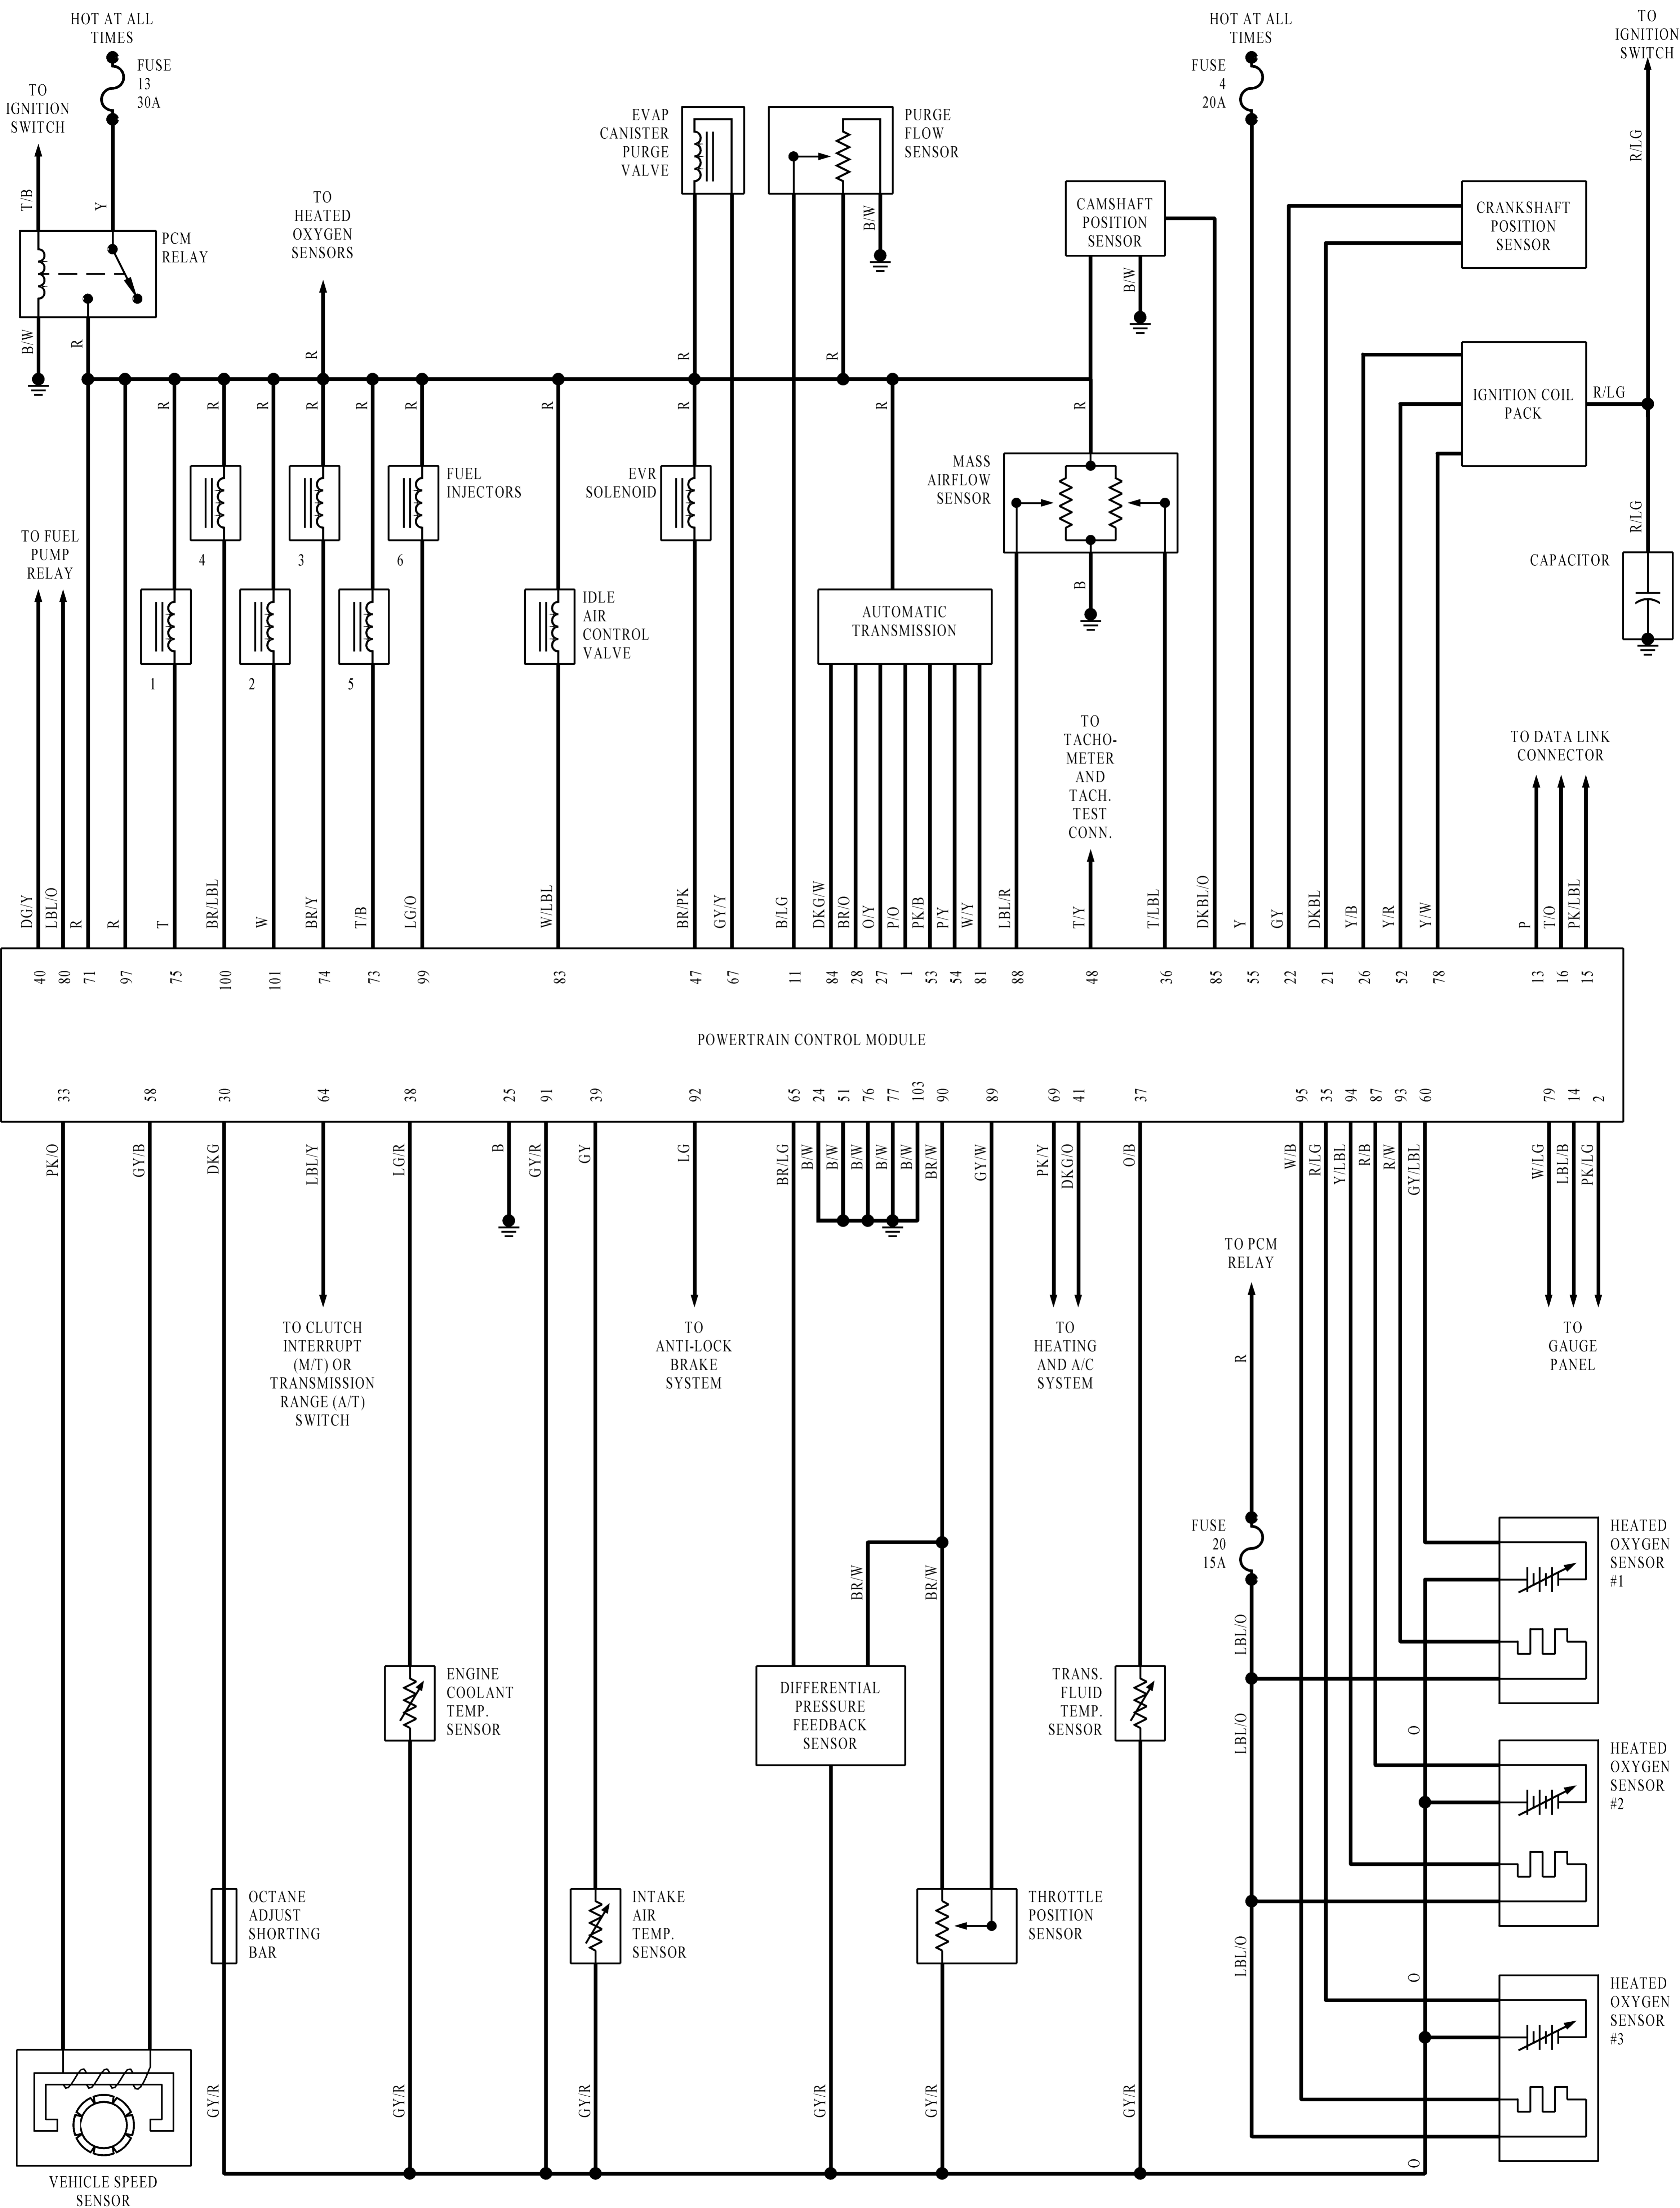 HOT AT ALL
TIMES
FUSE
13
30A
TO
IGNITION
SWITCH
T/B
Y
PCM
RELAY
B/W
R
TO
HEATED
OXYGEN
SENSORS
R
EVAP
CANISTER
PURGE
VALVE
R
PURGE
FLOW
SENSOR
B/W
R
CAMSHAFT
POSITION
SENSOR
B/W
HOT AT ALL
TIMES
FUSE
4
20A
TO
IGNITION
SWITCH
R/LG
CRANKSHAFT
POSITION
SENSOR
IGNITION COIL
PACK
R/LG
R/LG
CAPACITOR
R
R
R
R
R
R
R
R
R
R
FUEL
INJECTORS
4
3
6
1
2
5
TO FUEL
PUMP
RELAY
EVR
SOLENOID
IDLE
AIR
CONTROL
VALVE
MASS
AIRFLOW
SENSOR
B
AUTOMATIC
TRANSMISSION
TO
TACHO-
METER
AND
TACH.
TEST
CONN.
TO DATA LINK
CONNECTOR
DG/Y
LBL/O
R
R
T
BR/LBL
W
BR/Y
T/B
LG/O
W/LBL
BR/PK
GY/Y
B/LG
DKG/W
BR/O
O/Y
P/O
PK/B
P/Y
W/Y
LBL/R
T/Y
T/LBL
DKBL/O
Y
GY
DKBL
Y/B
Y/R
Y/W
P
T/O
PK/LBL
40
80
71
97
75
100
101
74
73
99
83
47
67
11
84
28
27
1
53
54
81
88
48
36
85
55
22
21
26
52
78
13
16
15
POWERTRAIN CONTROL MODULE
33
58
30
64
38
25
91
39
92
65
24
51
76
77
103
90
89
69
41
37
95
35
94
87
93
60
79
14
2
PK/O
GY/B
DKG
LBL/Y
LG/R
B
GY/R
GY
LG
BR/LG
B/W
B/W
B/W
B/W
B/W
BR/W
GY/W
PK/Y
DKG/O
O/B
W/B
R/LG
Y/LBL
R/B
R/W
GY/LBL
W/LG
LBL/B
PK/LG
TO CLUTCH
INTERRUPT
(M/T) OR
TRANSMISSION
RANGE (A/T)
SWITCH
TO
ANTI-LOCK
BRAKE
SYSTEM
TO
HEATING
AND A/C
SYSTEM
TO PCM
RELAY
R
TO
GAUGE
PANEL
FUSE
20
15A
BR/W
BR/W
HEATED
OXYGEN
SENSOR
#1
LBL/O
ENGINE
COOLANT
TEMP.
SENSOR
DIFFERENTIAL
PRESSURE
FEEDBACK
SENSOR
TRANS.
FLUID
TEMP.
SENSOR
LBL/O
O
HEATED
OXYGEN
SENSOR
#2
OCTANE
ADJUST
SHORTING
BAR
INTAKE
AIR
TEMP.
SENSOR
THROTTLE
POSITION
SENSOR
LBL/O
O
HEATED
OXYGEN
SENSOR
#3
GY/R
GY/R
GY/R
GY/R
GY/R
GY/R
O
VEHICLE SPEED
SENSOR